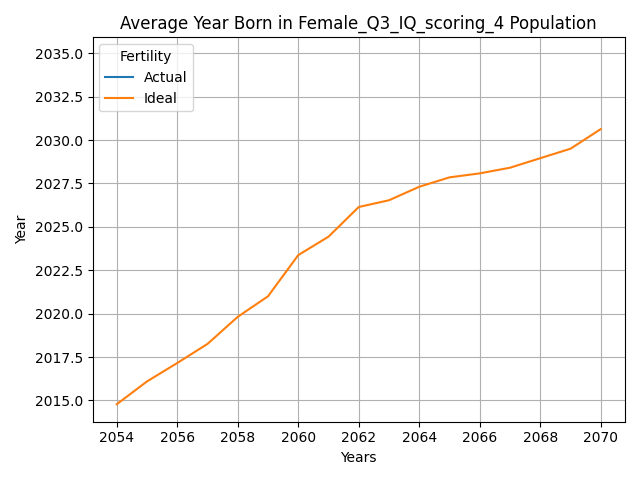 Average Year Born in Female_Q3_IQ_scoring_4 Population
Fertility
Actual
Ideal
2035.0
2032.5
2030.0
2027.5
2025.0
2022.5
2020.0
2017.5
2015.0
Year
2054 2056 2058 2060 2062 2064 2066 2068 2070
Years